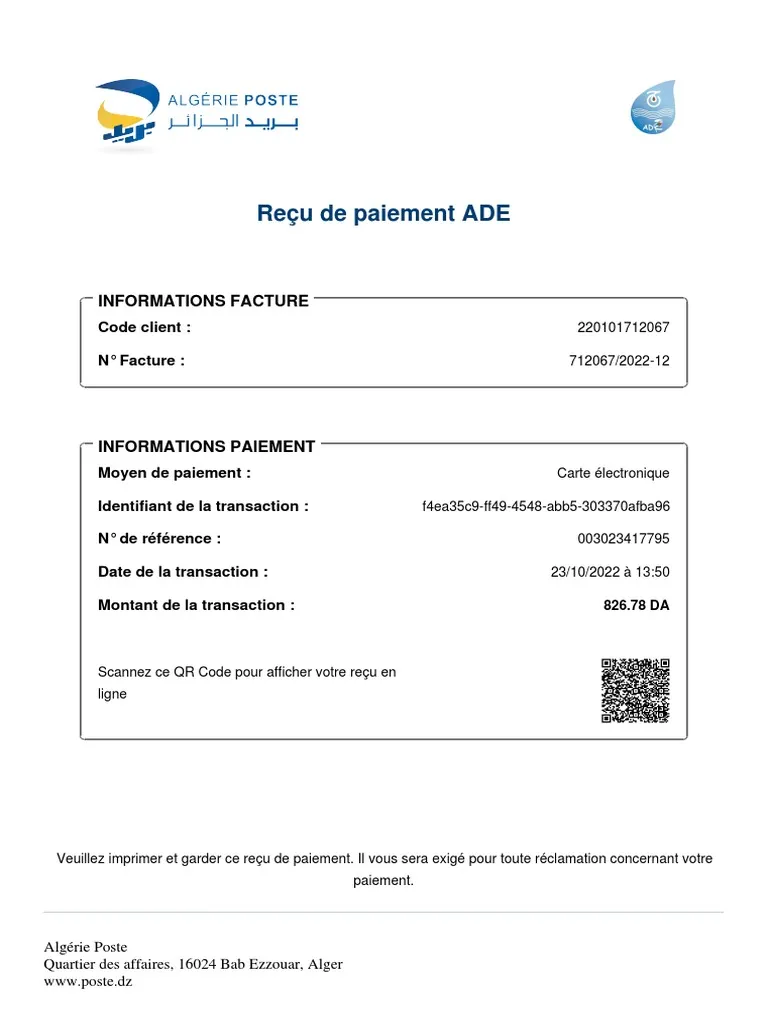 ALGÉRIE POSTE
بريد الجزائر
ADE
Reçu de paiement ADE
INFORMATIONS FACTURE
Code client : 220101712067
N° Facture : 712067/2022-12
INFORMATIONS PAIEMENT
Moyen de paiement : Carte électronique
Identifiant de la transaction : f4ea35c9-ff49-4548-abb5-303370afba96
N° de référence : 003023417795
Date de la transaction : 23/10/2022 à 13:50
Montant de la transaction : 826.78 DA
Scannez ce QR Code pour afficher votre reçu en
ligne
Veuillez imprimer et garder ce reçu de paiement. Il vous sera exigé pour toute réclamation concernant votre
paiement.
Algérie Poste
Quartier des affaires, 16024 Bab Ezzouar, Alger
www.poste.dz